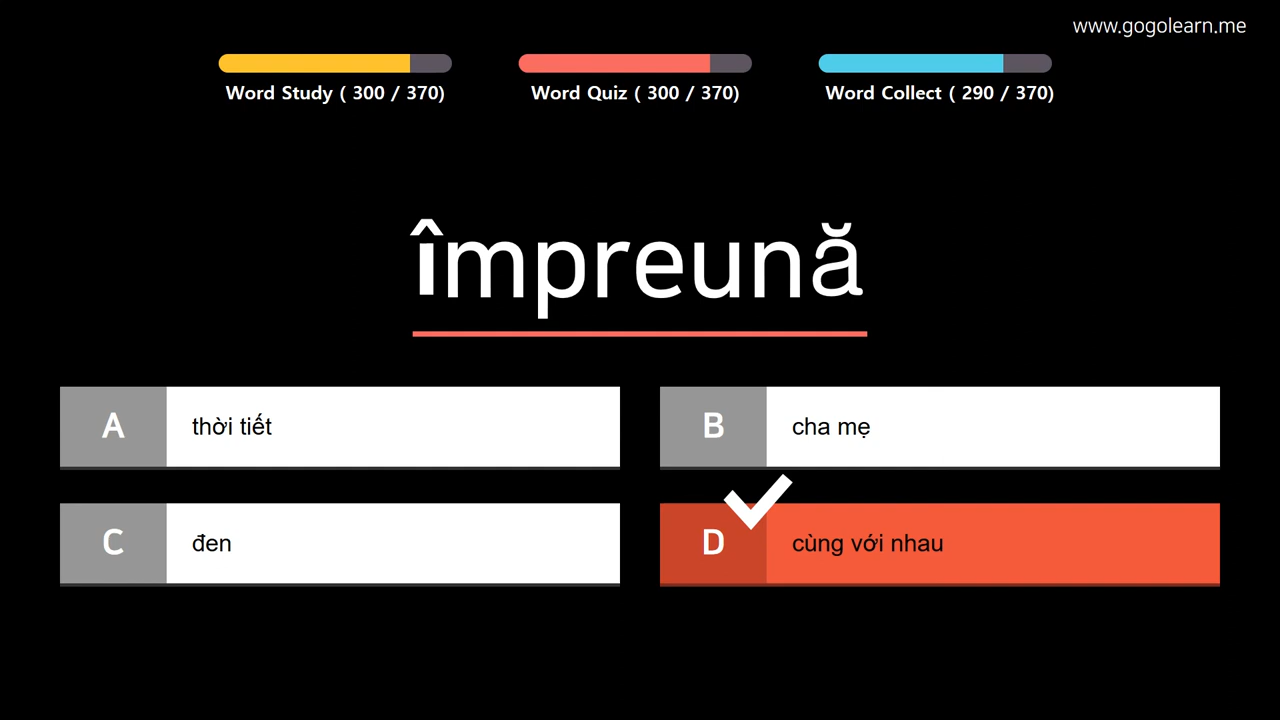 www.gogolearn.me
Word Study ( 300 / 370)
Word Quiz ( 300 / 370)
Word Collect ( 290 / 370)
împreună
A thời tiết
B cha mẹ
C đen
D cùng với nhau